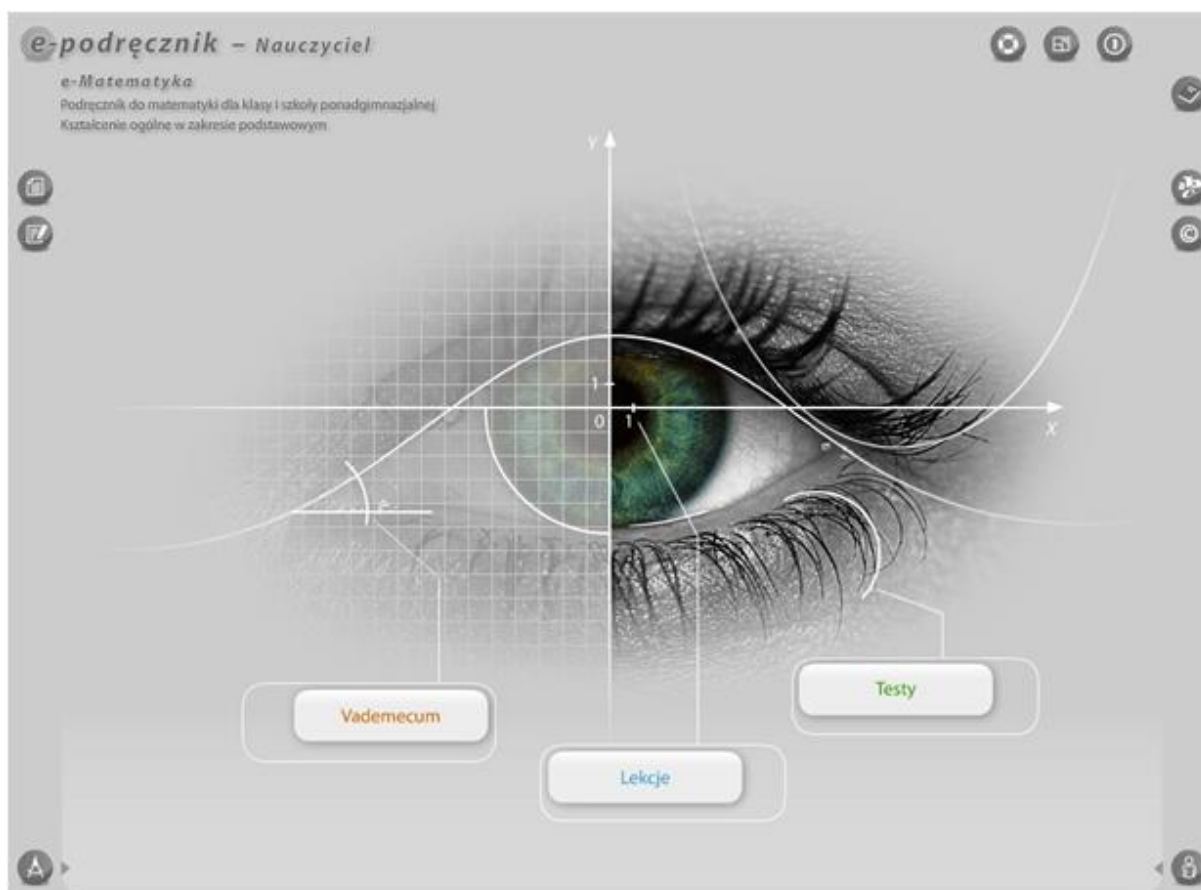 e-podręcznik – Nauczyciel
e-Matematyka
Podręcznik do matematyki dla klasy I szkoły ponadgimnazjalnej
Kształcenie ogólne w zakresie podstawowym
Y
1
0 1
X
Vademecum
Testy
Lekcje